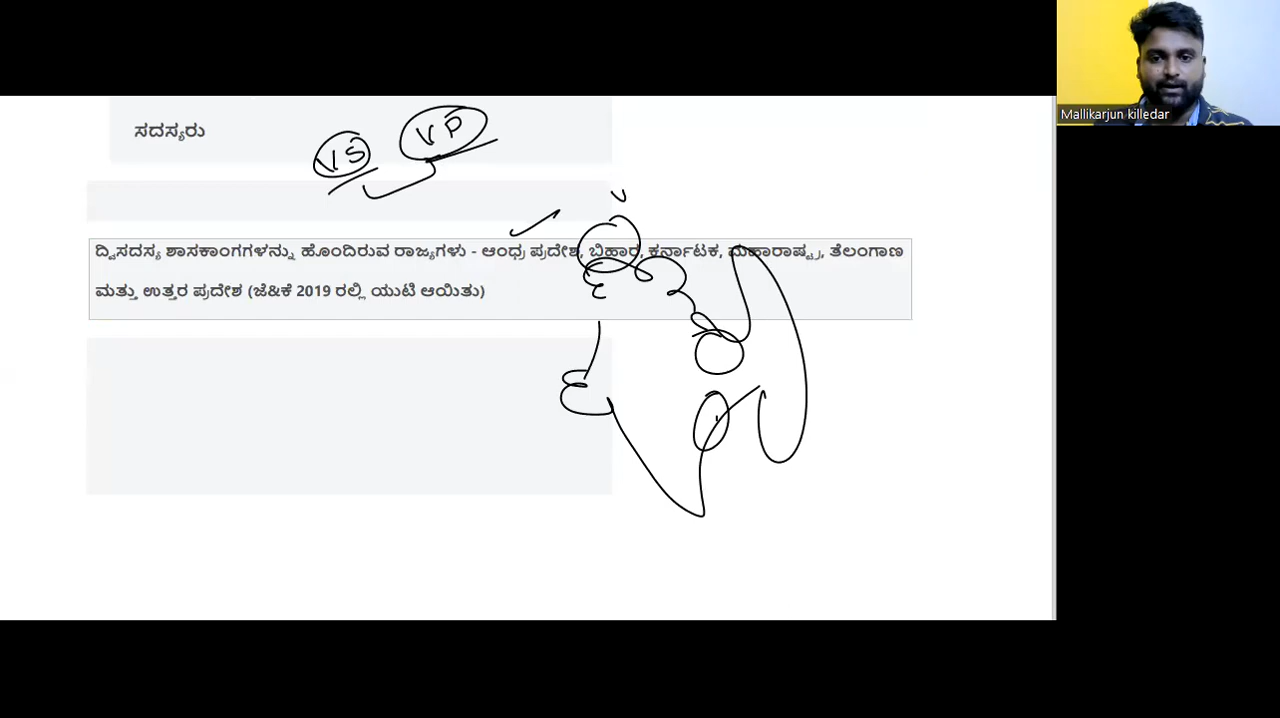 Mallikarjun killedar
ಸದಸ್ಯರು
VS VP
ದ್ವಿಸದಸ್ಯ ಶಾಸಕಾಂಗಗಳನ್ನು ಹೊಂದಿರುವ ರಾಜ್ಯಗಳು - ಆಂಧ್ರ ಪ್ರದೇಶ, ಬಿಹಾರ, ಕರ್ನಾಟಕ, ಮಹಾರಾಷ್ಟ್ರ, ತೆಲಂಗಾಣ
ಮತ್ತು ಉತ್ತರ ಪ್ರದೇಶ (ಜೆ&ಕೆ 2019 ರಲ್ಲಿ ಯುಟಿ ಆಯಿತು)